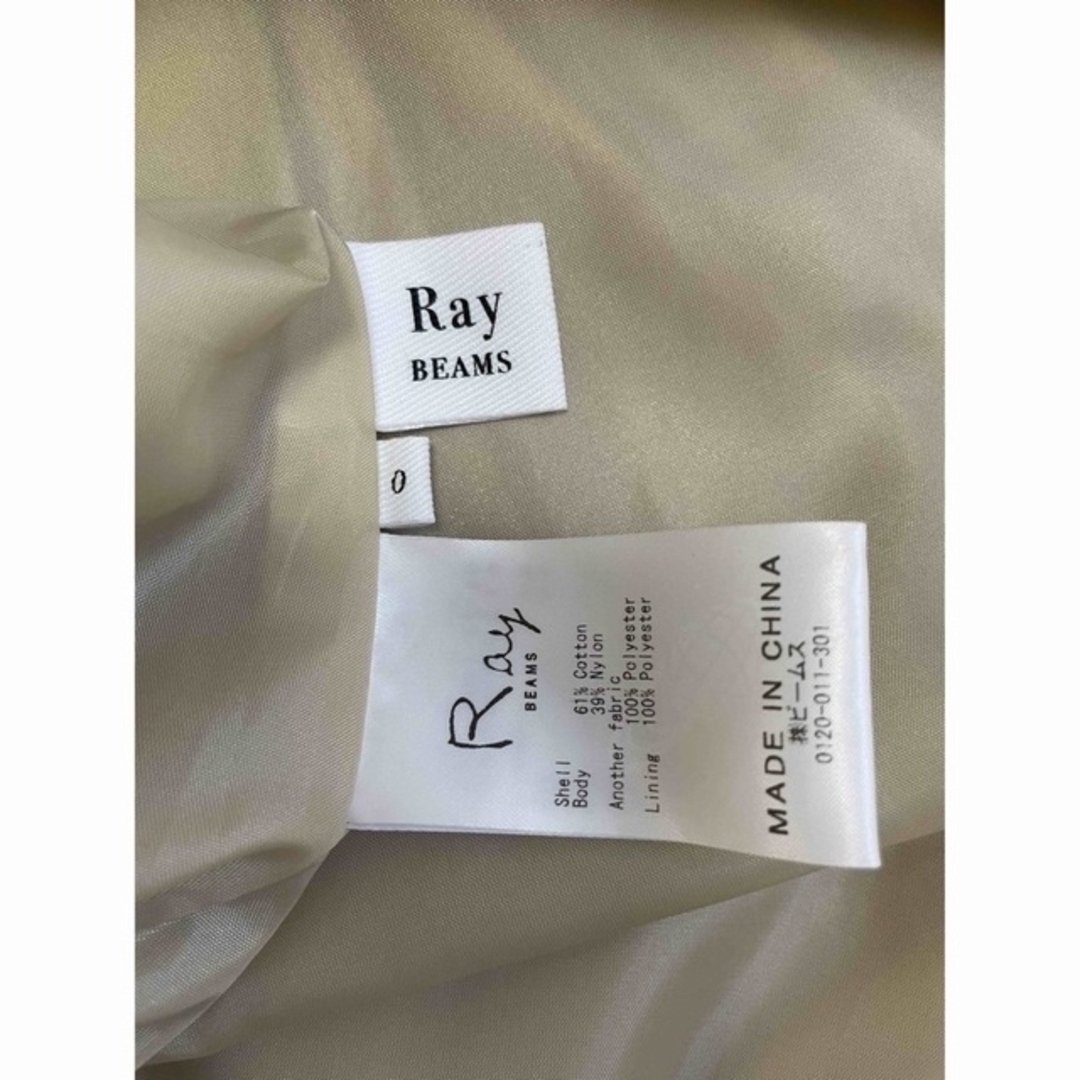 Ray
BEAMS
0
Ray
BEAMS
Shell
Body 61% Cotton
39% Nylon
Another fabric
100% Polyester
Lining 100% Polyester
MADE IN CHINA
㈱ビームス
0120-011-301